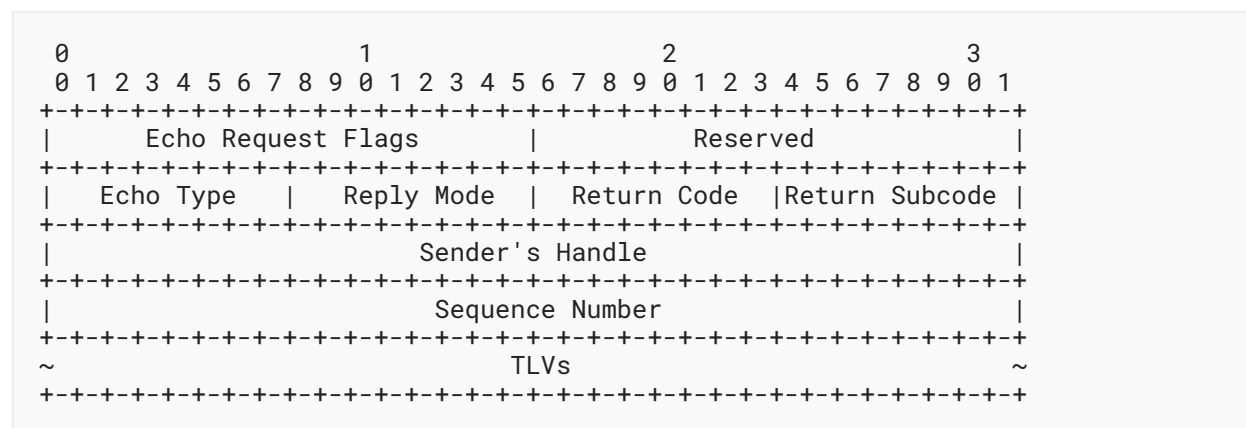 0                   1                   2                   3
 0 1 2 3 4 5 6 7 8 9 0 1 2 3 4 5 6 7 8 9 0 1 2 3 4 5 6 7 8 9 0 1
+-+-+-+-+-+-+-+-+-+-+-+-+-+-+-+-+-+-+-+-+-+-+-+-+-+-+-+-+-+-+-+-+
|      Echo Request Flags       |          Reserved             |
+-+-+-+-+-+-+-+-+-+-+-+-+-+-+-+-+-+-+-+-+-+-+-+-+-+-+-+-+-+-+-+-+
|   Echo Type   |   Reply Mode  |  Return Code  |Return Subcode |
+-+-+-+-+-+-+-+-+-+-+-+-+-+-+-+-+-+-+-+-+-+-+-+-+-+-+-+-+-+-+-+-+
|                        Sender's Handle                        |
+-+-+-+-+-+-+-+-+-+-+-+-+-+-+-+-+-+-+-+-+-+-+-+-+-+-+-+-+-+-+-+-+
|                         Sequence Number                       |
+-+-+-+-+-+-+-+-+-+-+-+-+-+-+-+-+-+-+-+-+-+-+-+-+-+-+-+-+-+-+-+-+
~                              TLVs                             ~
+-+-+-+-+-+-+-+-+-+-+-+-+-+-+-+-+-+-+-+-+-+-+-+-+-+-+-+-+-+-+-+-+